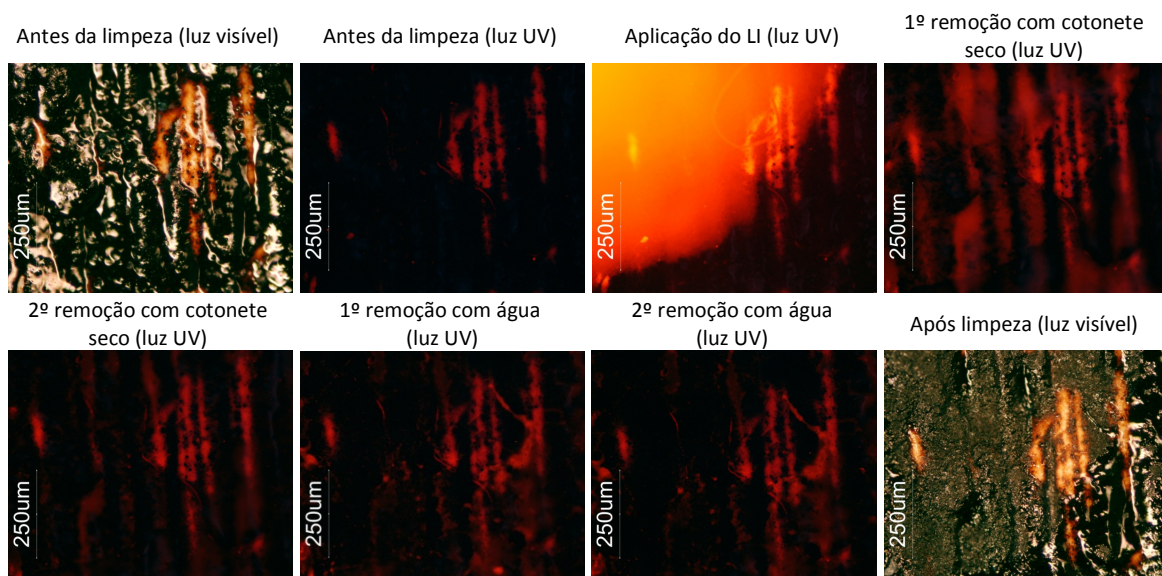 Antes da limpeza (luz visível)
Antes da limpeza (luz UV)
Aplicação do LI (luz UV)
1º remoção com cotonete
seco (luz UV)
250um
250um
250um
250um
2º remoção com cotonete
seco (luz UV)
1º remoção com água
(luz UV)
2º remoção com água
(luz UV)
Após limpeza (luz visível)
250um
250um
250um
250um